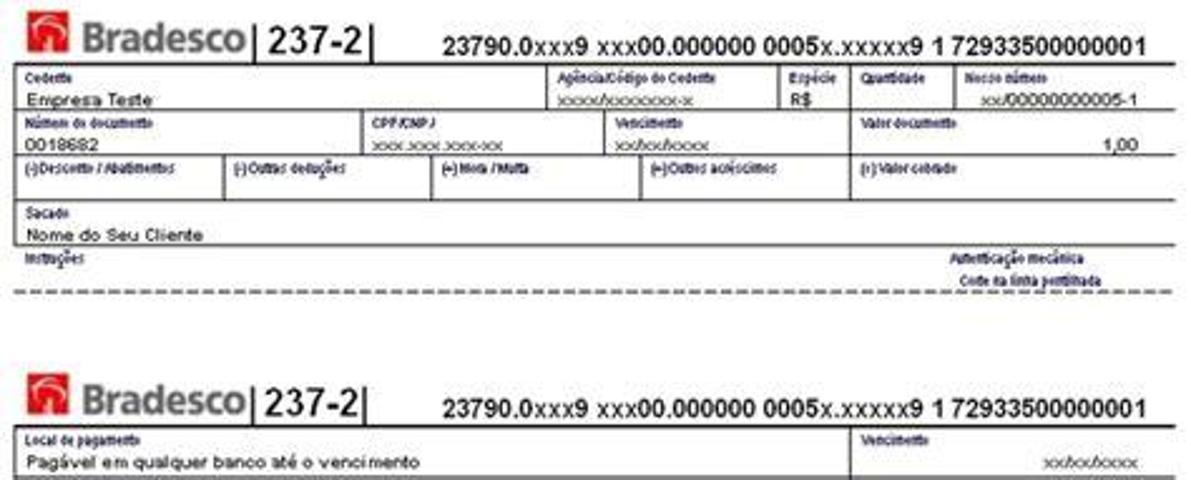 Bradesco | 237-2 | 23790.0xxx9 xxx00.000000 0005x.xxxxx9 1 72933500000001
Cedente Agência/Código do Cedente Espécie Quantidade Nosso número
Empresa Teste xxxx/xxxxxxx-x R$ xx/00000000005-1
Número do documento CPF/CNPJ Vencimento Valor documento
0018682 xxx.xxx.xxx-xx xx/xx/xxxx 1,00
(-) Desconto / Abatimentos (-) Outras deduções (+) Mora / Multa (+) Outros acréscimos (=) Valor cobrado
Sacado
Nome do Seu Cliente
Instruções Autenticação mecânica
Corte na linha pontilhada
Bradesco | 237-2 | 23790.0xxx9 xxx00.000000 0005x.xxxxx9 1 72933500000001
Local de pagamento Vencimento
Pagável em qualquer banco até o vencimento xx/xx/xxxx